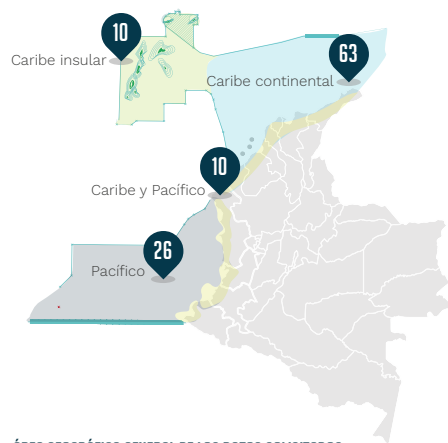 10
Caribe insular
63
Caribe continental
10
Caribe y Pacífico
26
Pacífico